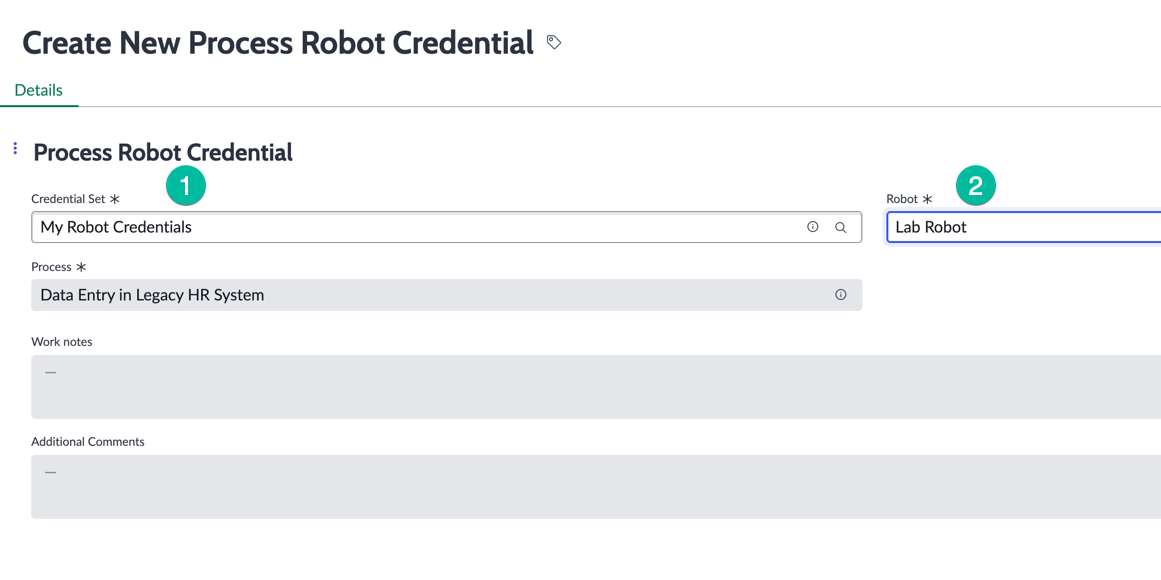 Create New Process Robot Credential
Details
Process Robot Credential
1
2
Credential Set *
Robot *
My Robot Credentials
Lab Robot
Process *
Data Entry in Legacy HR System
Work notes
—
Additional Comments
—